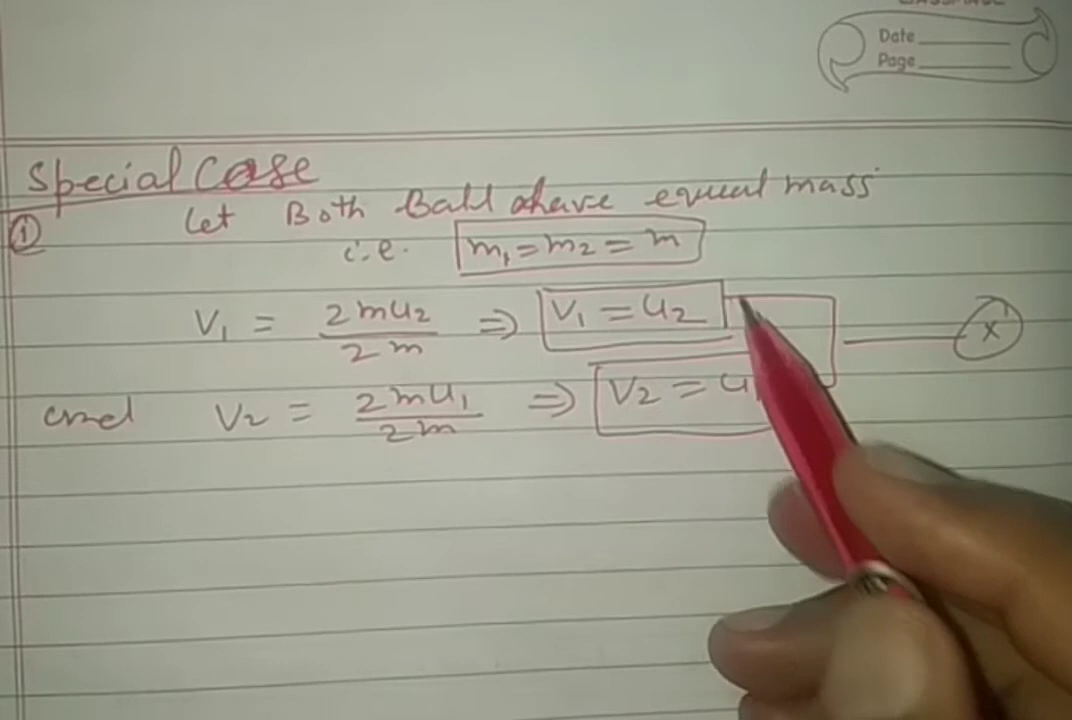 Date
Page
Special Case
① Let Both Ball have equal mass
i.e. m₁ = m₂ = m
V₁ = 2mu₂ / 2m ⇒ V₁ = u₂ (x)
and V₂ = 2mu₁ / 2m ⇒ V₂ = u